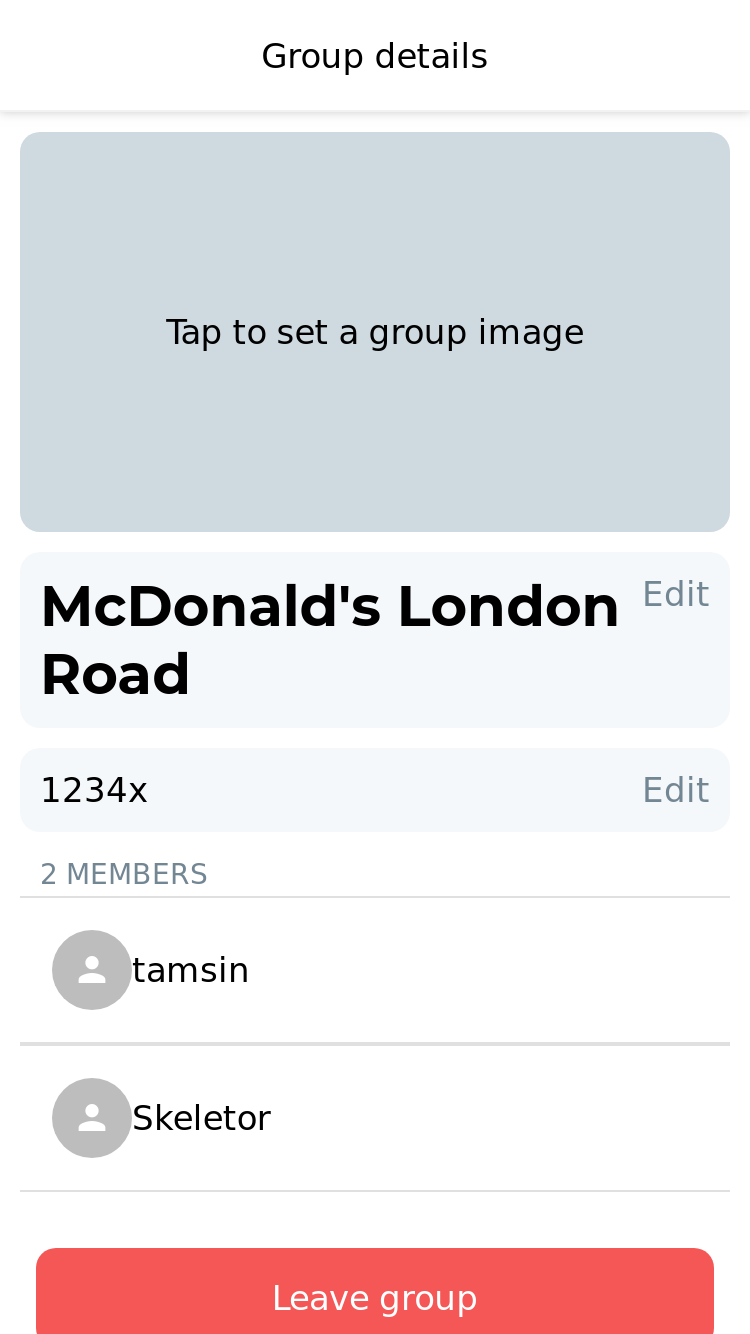 Group details
Tap to set a group image
McDonald's London
Road
Edit
1234x
Edit
2 MEMBERS
tamsin
Skeletor
Leave group